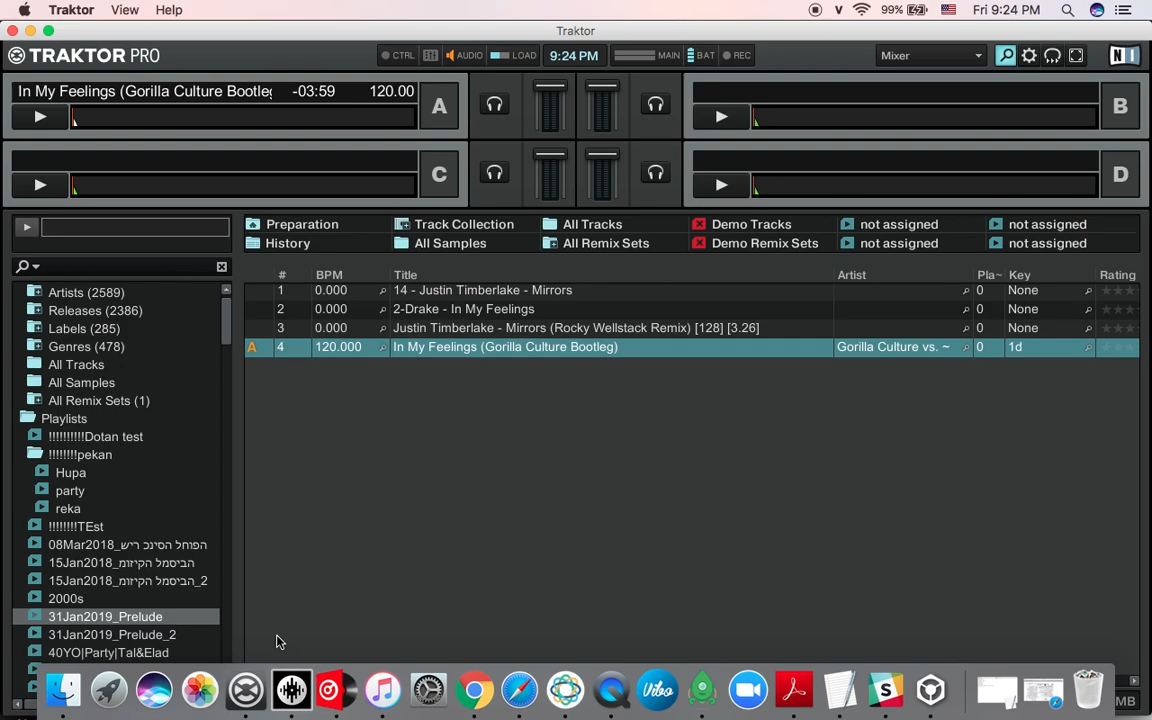 Traktor View Help V 99% Fri 9:24 PM
Traktor
TRAKTOR PRO CTRL AUDIO LOAD 9:24 PM MAIN BAT REC Mixer NI
In My Feelings (Gorilla Culture Bootleg -03:59 120.00 A B
C D
Preparation Track Collection All Tracks Demo Tracks not assigned not assigned
History All Samples All Remix Sets Demo Remix Sets not assigned not assigned
# BPM Title Artist Pla~ Key Rating
1 0.000 14 - Justin Timberlake - Mirrors 0 None
2 0.000 2-Drake - In My Feelings 0 None
3 0.000 Justin Timberlake - Mirrors (Rocky Wellstack Remix) [128] [3.26] 0 None
A 4 120.000 In My Feelings (Gorilla Culture Bootleg) Gorilla Culture vs. ~ 0 1d
Artists (2589)
Releases (2386)
Labels (285)
Genres (478)
All Tracks
All Samples
All Remix Sets (1)
Playlists
!!!!!!!!!!Dotan test
!!!!!!!!pekan
Hupa
party
reka
!!!!!!!!TEst
08Mar2018_הפוחל הסינכ ריש
15Jan2018_הביסמל הקיזומ
15Jan2018_הביסמל הקיזומ_2
2000s
31Jan2019_Prelude
31Jan2019_Prelude_2
40YO|Party|Tal&Elad
Vibo
MB